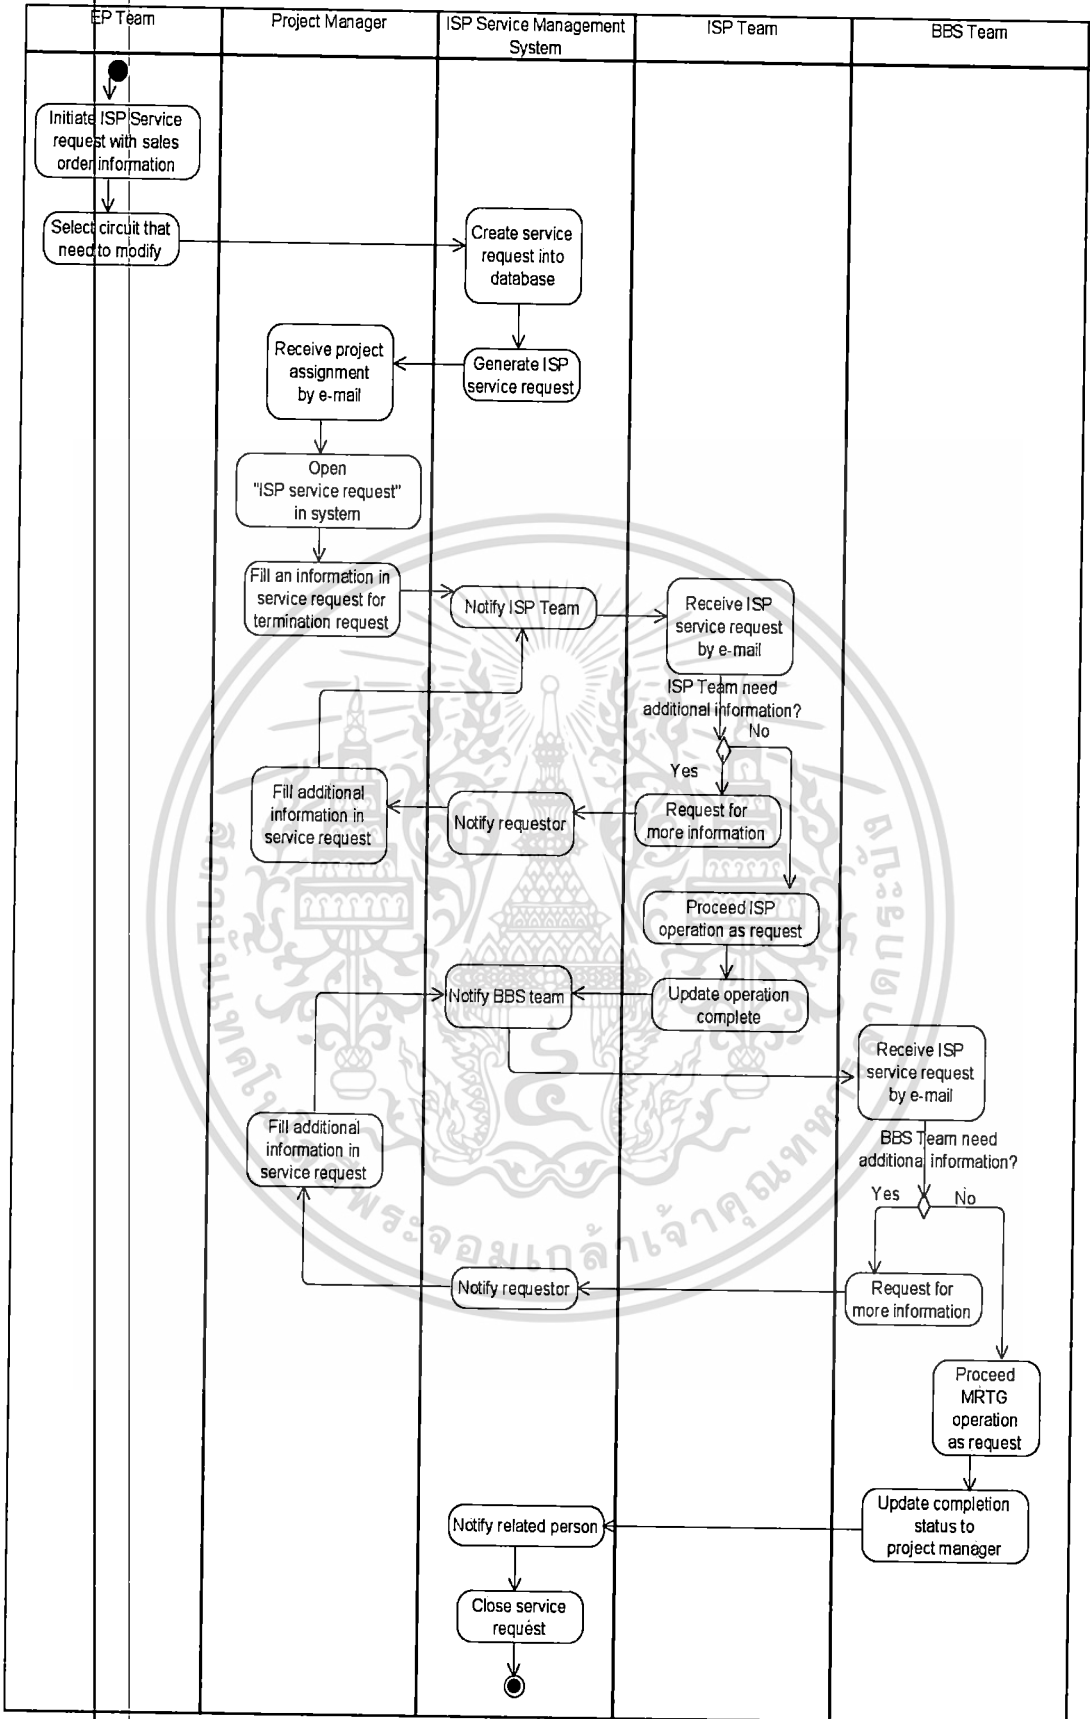 EP Team
Project Manager
ISP Service Management
System
ISP Team
BBS Team
Initiate ISP Service
request with sales
order information
Select circuit that
need to modify
Create service
request into
database
Generate ISP
service request
Receive project
assignment
by e-mail
Open
"ISP service request"
in system
Fill an information in
service request for
termination request
Notify ISP Team
Receive ISP
service request
by e-mail
ISP Team need
additional information?
No
Yes
Request for
more information
Notify requestor
Fill additional
information in
service request
Proceed ISP
operation as request
Update operation
complete
Notify BBS team
Receive ISP
service request
by e-mail
BBS Team need
additional information?
Yes
No
Fill additional
information in
service request
Notify requestor
Request for
more information
Proceed
MRTG
operation
as request
Update completion
status to
project manager
Notify related person
Close service
request